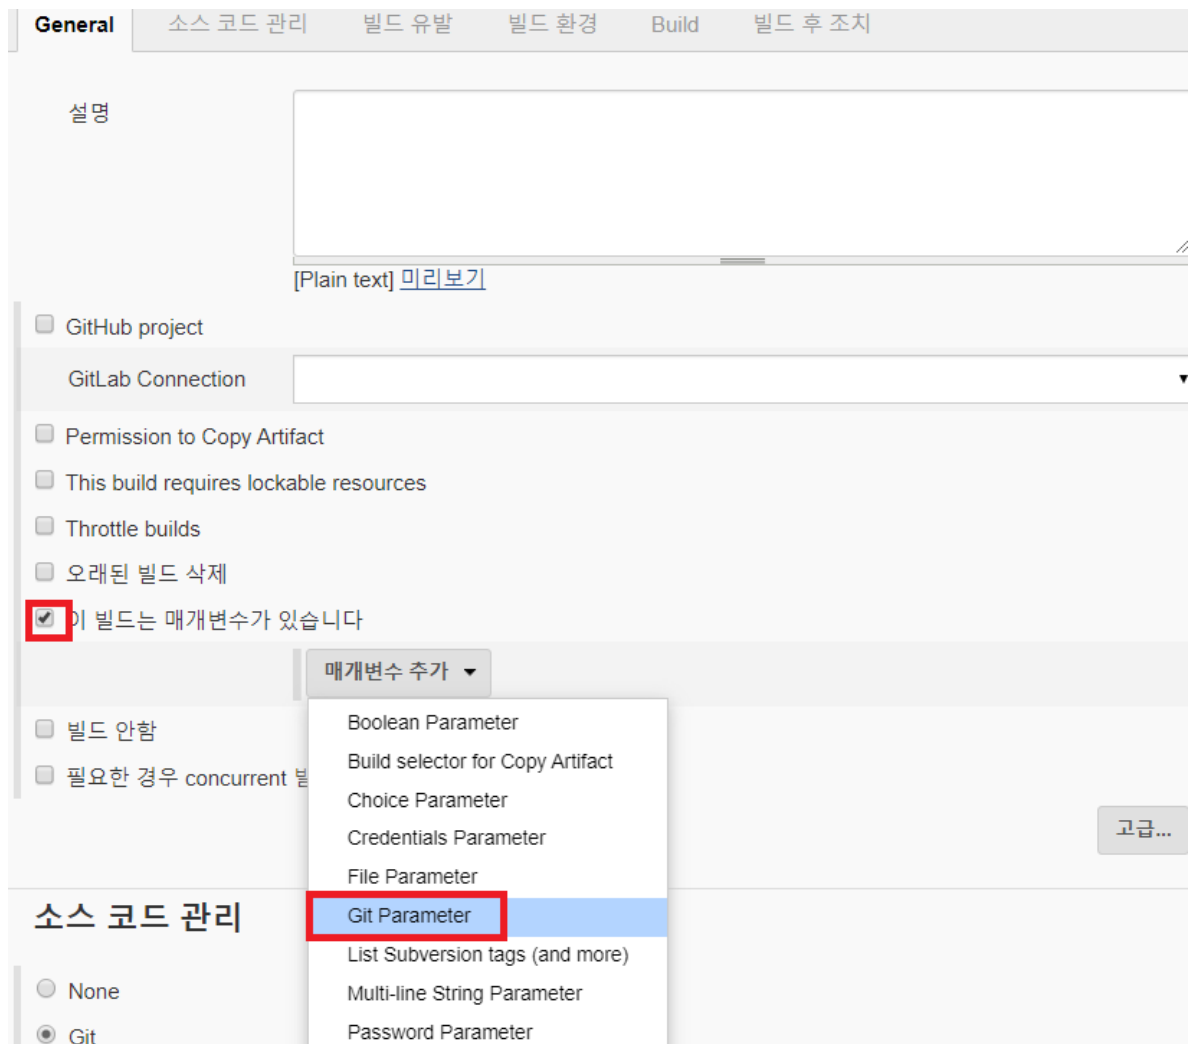 General 소스 코드 관리 빌드 유발 빌드 환경 Build 빌드 후 조치
설명
[Plain text] 미리보기
GitHub project
GitLab Connection
Permission to Copy Artifact
This build requires lockable resources
Throttle builds
오래된 빌드 삭제
이 빌드는 매개변수가 있습니다
매개변수 추가
빌드 안함
필요한 경우 concurrent
Boolean Parameter
Build selector for Copy Artifact
Choice Parameter
Credentials Parameter
File Parameter
Git Parameter
List Subversion tags (and more)
Multi-line String Parameter
Password Parameter
고급...
소스 코드 관리
None
Git